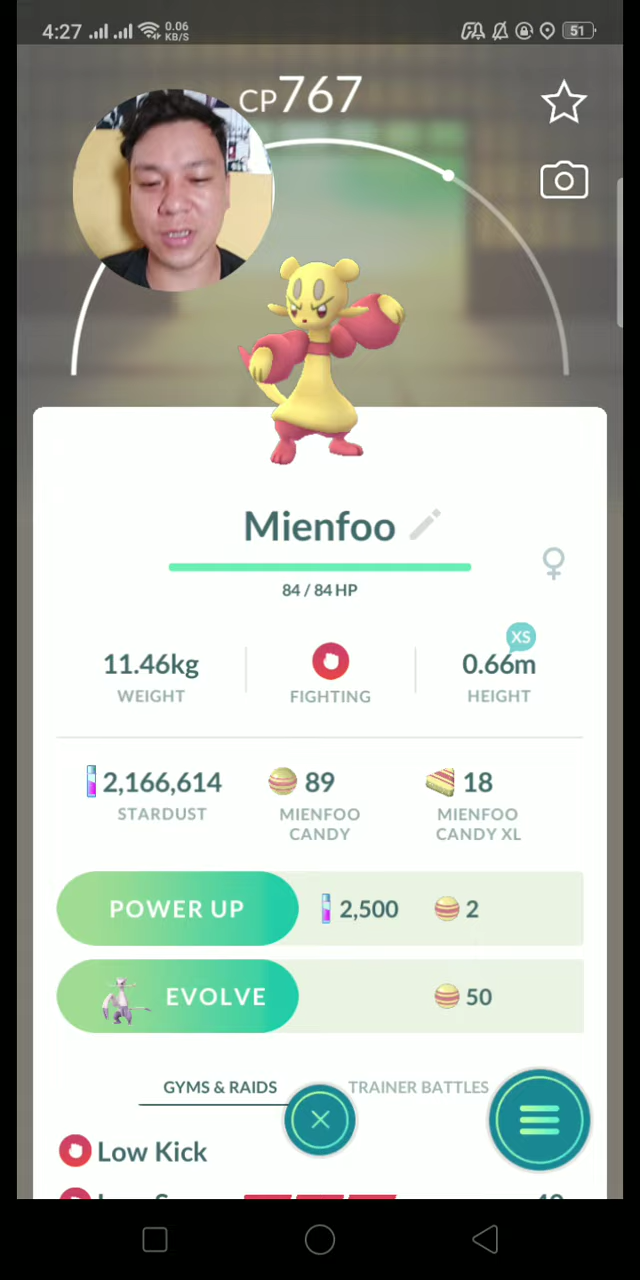 4:27 0.06 KB/S 51
CP767
Mienfoo
84 / 84 HP
XS
11.46kg 0.66m
WEIGHT FIGHTING HEIGHT
2,166,614 89 18
STARDUST MIENFOO CANDY MIENFOO CANDY XL
POWER UP 2,500 2
EVOLVE 50
GYMS & RAIDS TRAINER BATTLES
Low Kick